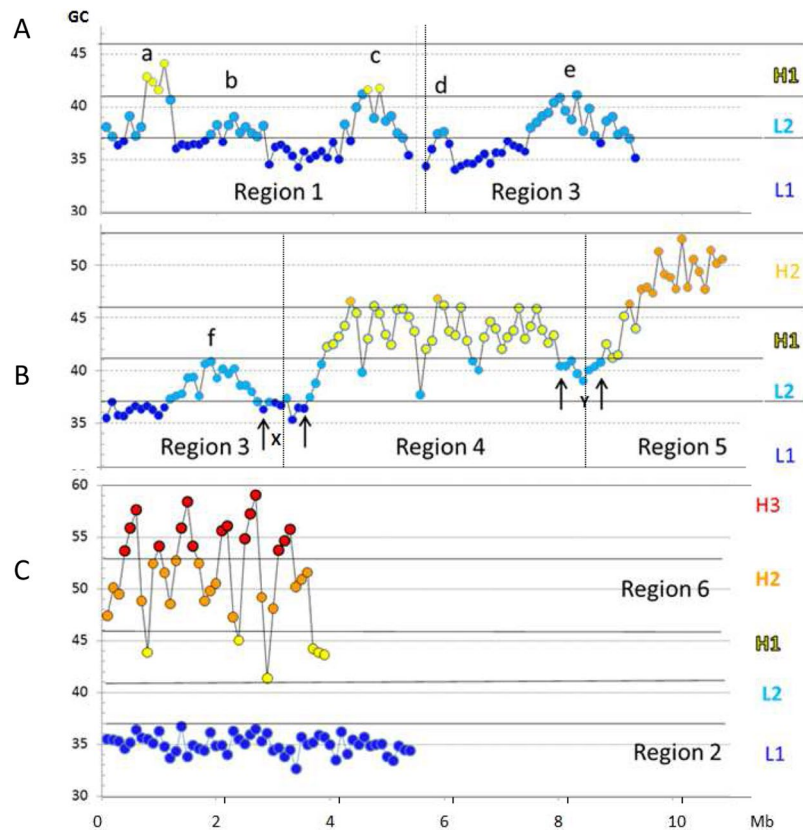 GC
A
45
40
35
30
a
b
c
d
e
Region 1
Region 3
H1
L2
L1
B
50
45
40
35
f
X
Y
Region 3
Region 4
Region 5
H2
H1
L2
L1
C
60
55
50
45
40
35
30
Region 6
Region 2
H3
H2
H1
L2
L1
0 2 4 6 8 10 Mb